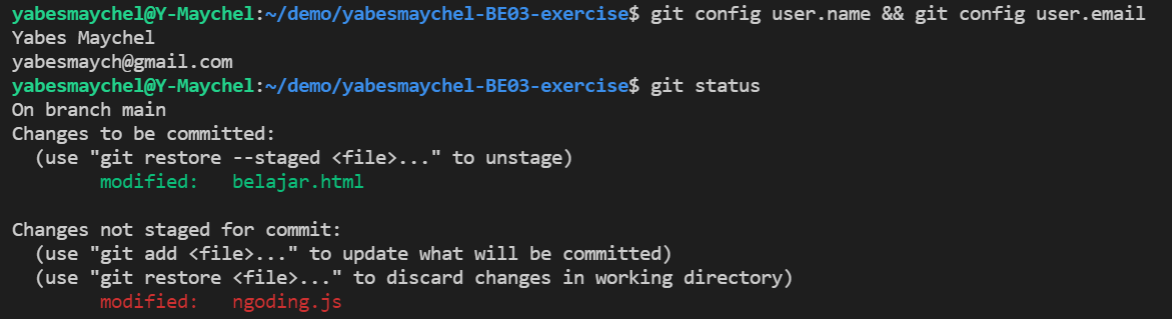 yabesmaychel@Y-Maychel:~/demo/yabesmaychel-BE03-exercise$ git config user.name && git config user.email
Yabes Maychel
yabesmaych@gmail.com
yabesmaychel@Y-Maychel:~/demo/yabesmaychel-BE03-exercise$ git status
On branch main
Changes to be committed:
  (use "git restore --staged <file>..." to unstage)
        modified:   belajar.html

Changes not staged for commit:
  (use "git add <file>..." to update what will be committed)
  (use "git restore <file>..." to discard changes in working directory)
        modified:   ngoding.js